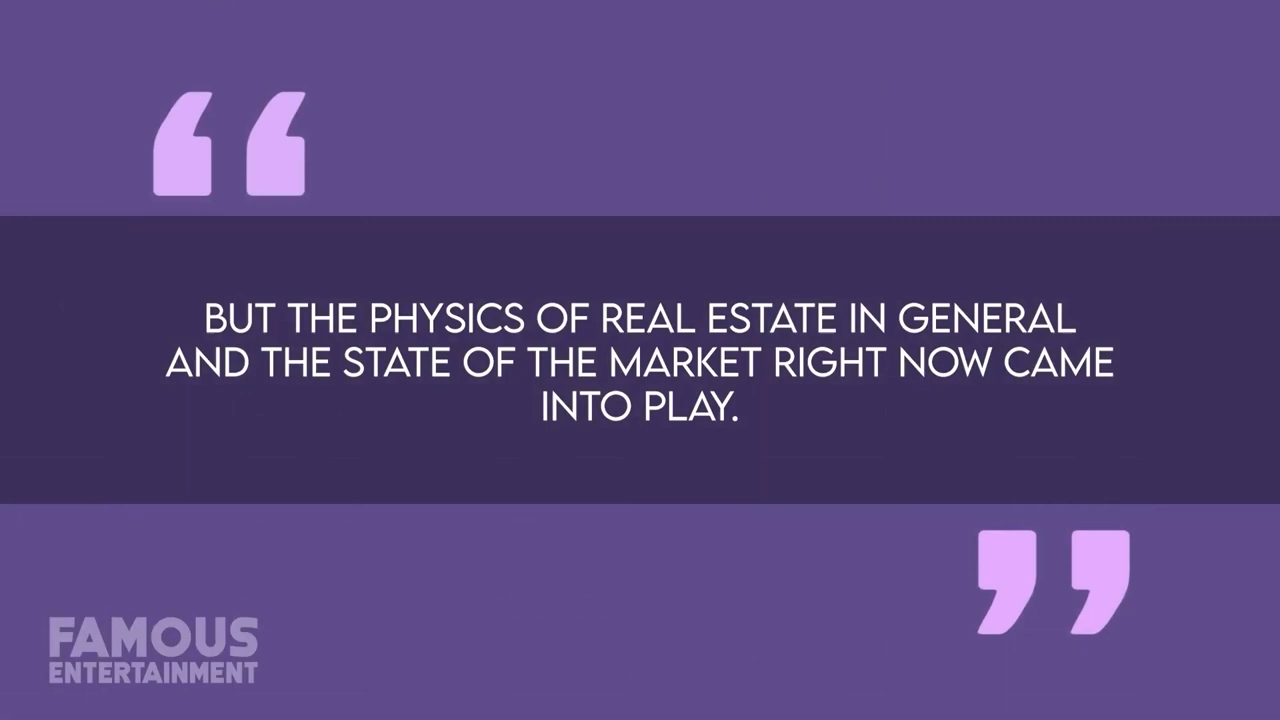 BUT THE PHYSICS OF REAL ESTATE IN GENERAL
AND THE STATE OF THE MARKET RIGHT NOW CAME
INTO PLAY.
FAMOUS
ENTERTAINMENT